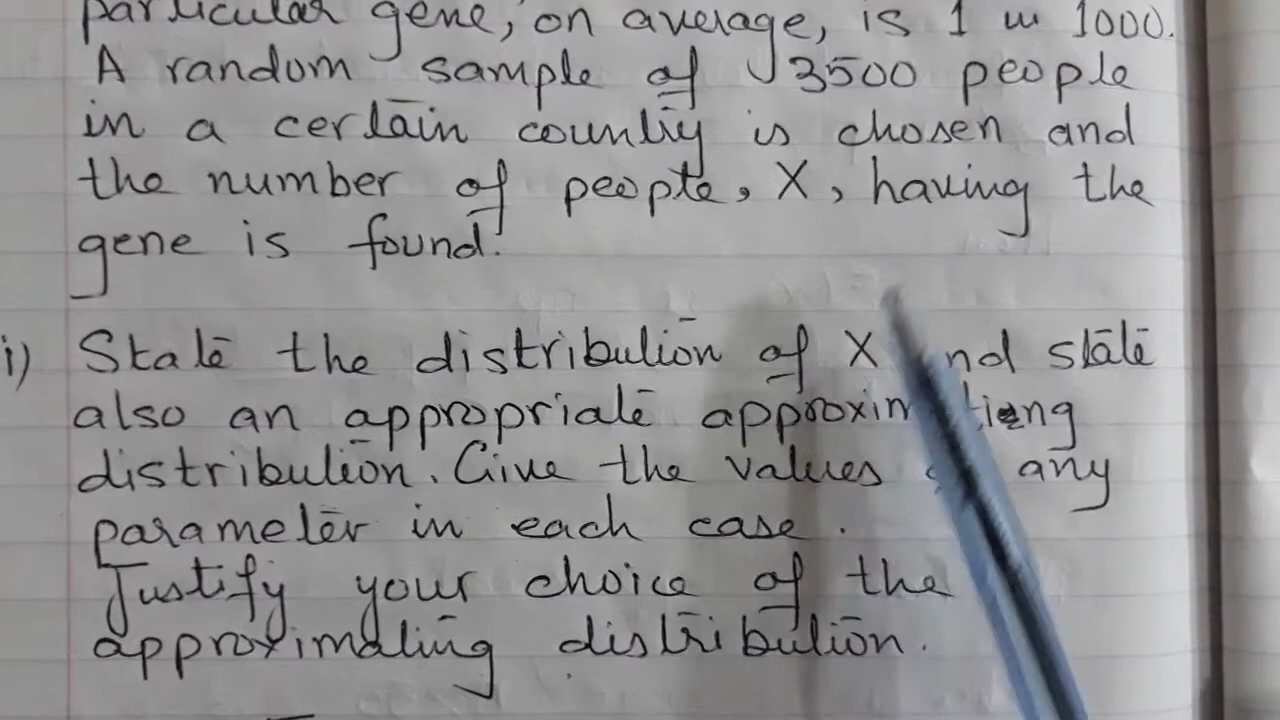 particular gene, on average, is 1 in 1000.
A random sample of 3500 people
in a certain country is chosen and
the number of people, X, having the
gene is found.
i) State the distribution of X nd state
also an appropriate
distribution. Give the values any
parameter in each case.
Justify your choice of the
approximating distribution.